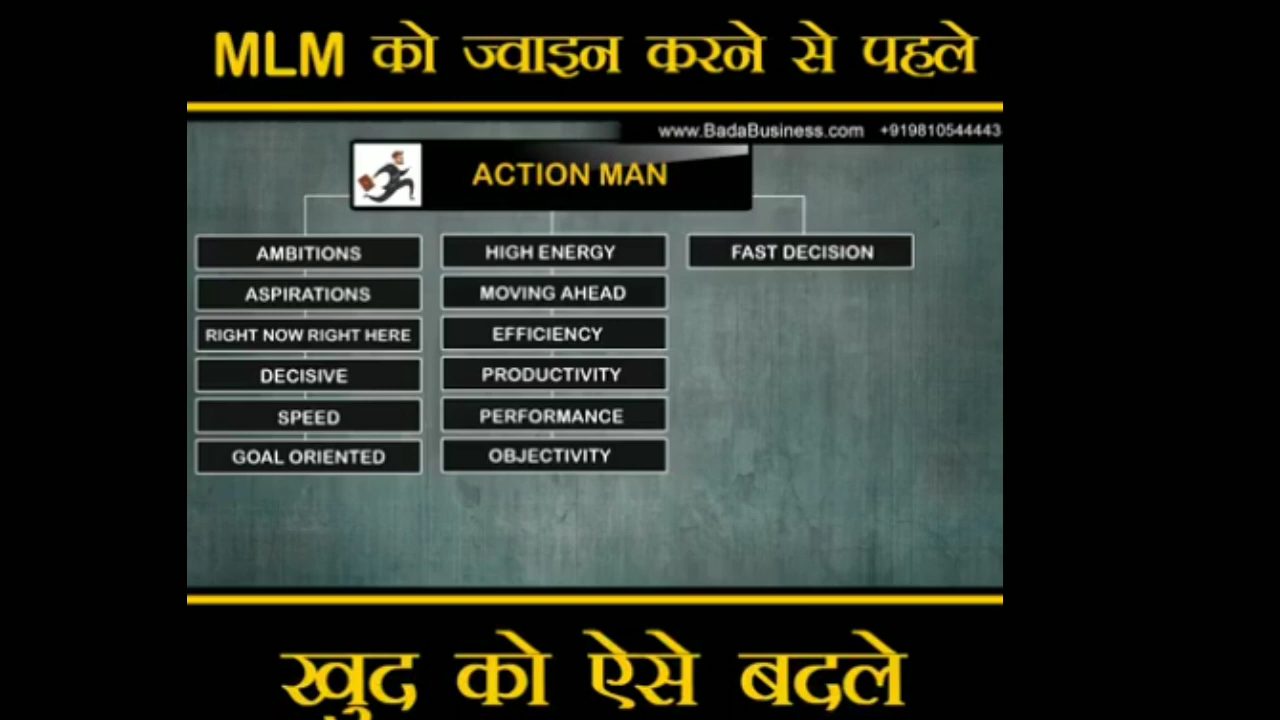 MLM को ज्वाइन करने से पहले
www.BadaBusiness.com +919810544443
ACTION MAN
AMBITIONS
ASPIRATIONS
RIGHT NOW RIGHT HERE
DECISIVE
SPEED
GOAL ORIENTED
HIGH ENERGY
MOVING AHEAD
EFFICIENCY
PRODUCTIVITY
PERFORMANCE
OBJECTIVITY
FAST DECISION
खुद को ऐसे बदले